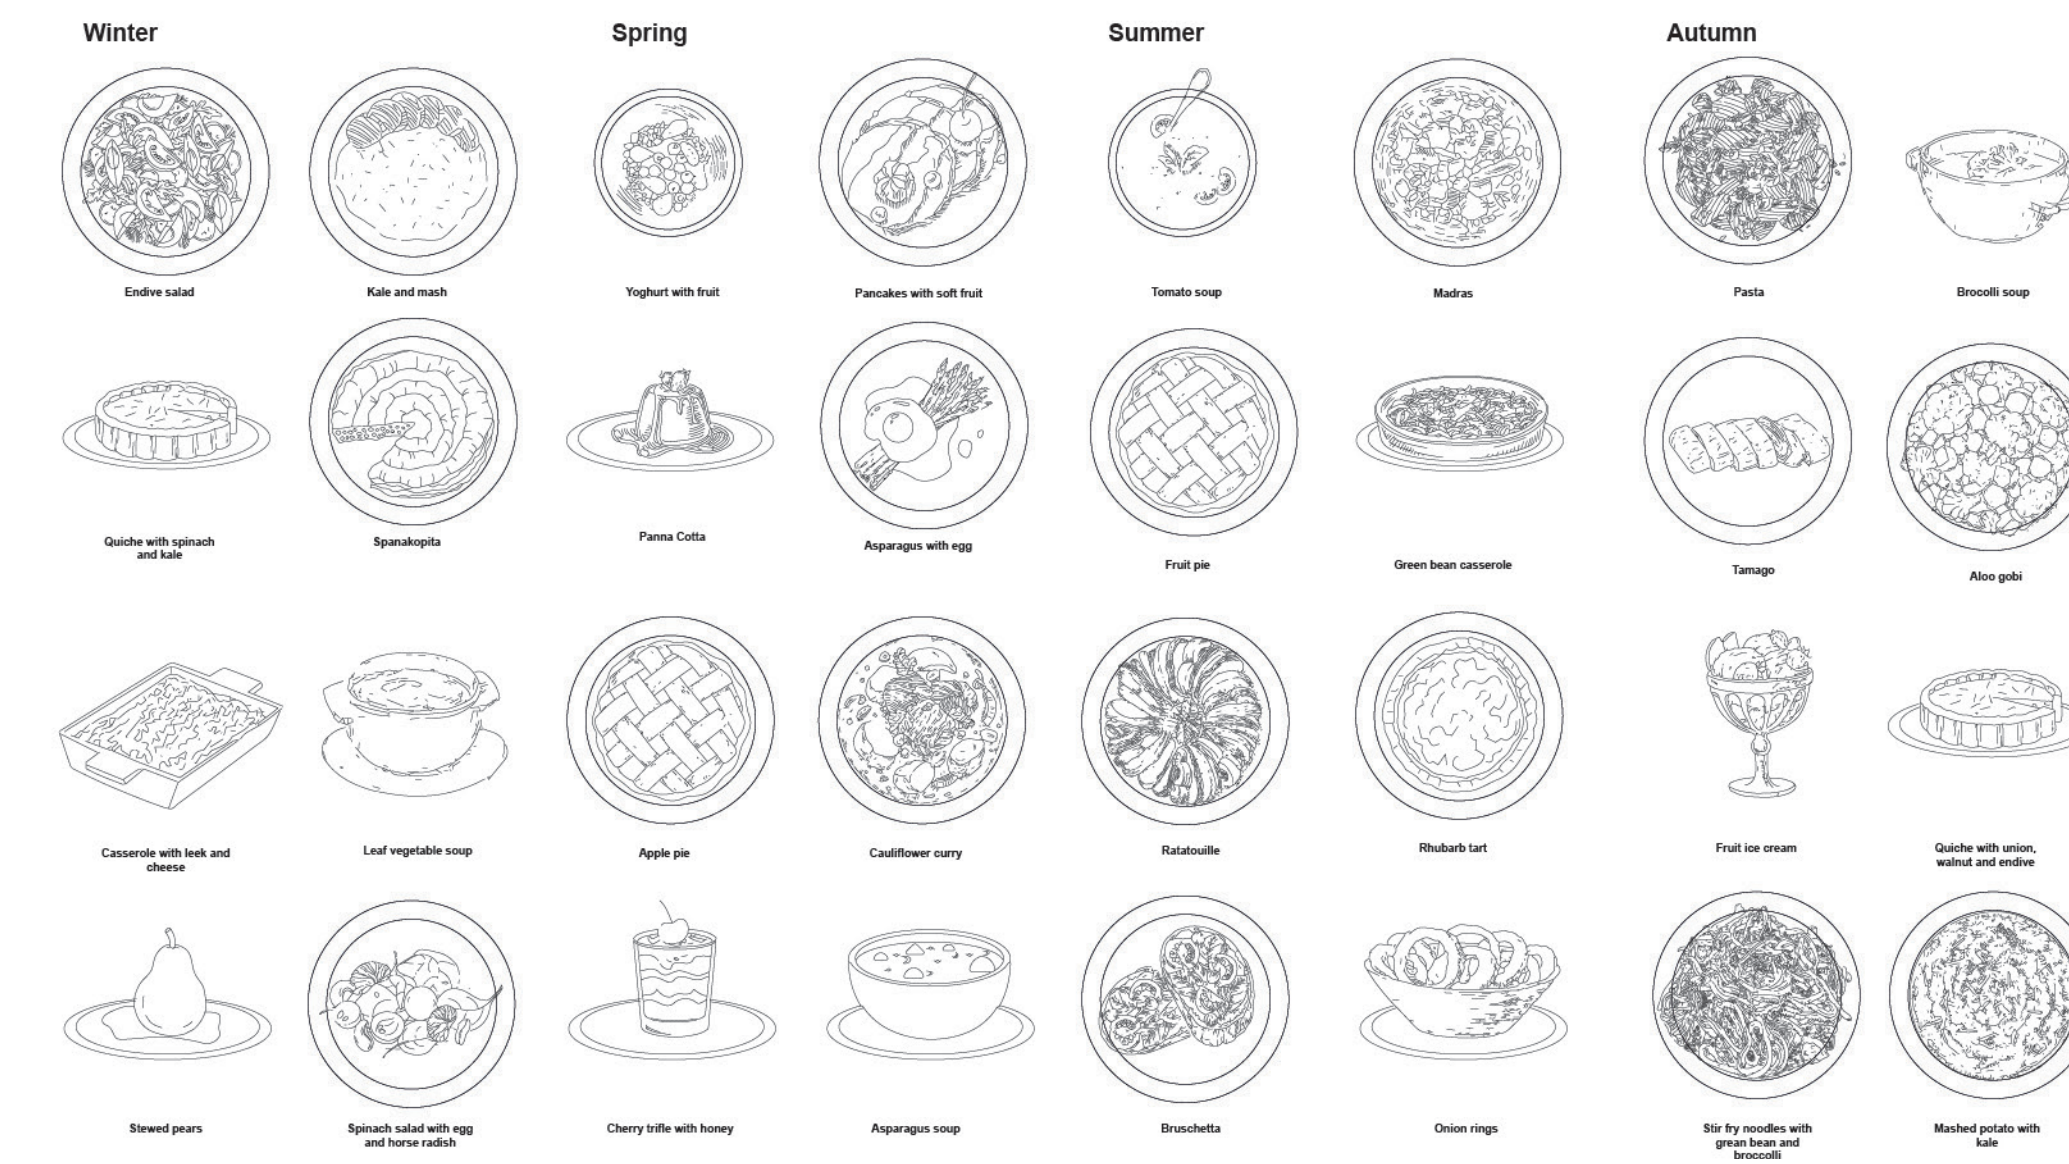 Winter
Spring
Summer
Autumn
Endive salad
Kale and mash
Yoghurt with fruit
Pancakes with soft fruit
Tomato soup
Madras
Pasta
Brocolli soup
Quiche with spinach
and kale
Spanakopita
Panna Cotta
Asparagus with egg
Fruit pie
Green bean casserole
Tamago
Aloo gobi
Casserole with leek and
cheese
Leaf vegetable soup
Apple pie
Cauliflower curry
Ratatouille
Rhubarb tart
Fruit ice cream
Quiche with union,
walnut and endive
Stewed pears
Spinach salad with egg
and horse radish
Cherry trifle with honey
Asparagus soup
Bruschetta
Onion rings
Stir fry noodles with
grean bean and
broccolli
Mashed potato with
kale